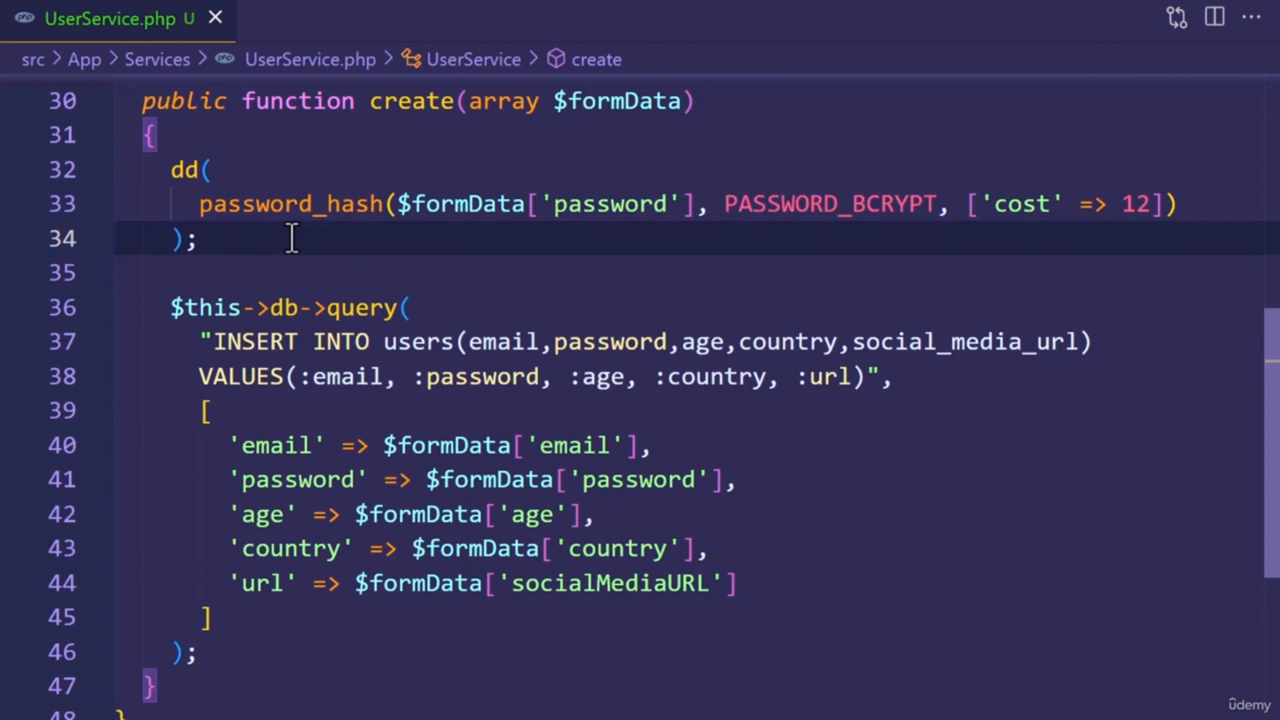 UserService.php U
src > App > Services > UserService.php > UserService > create
30 public function create(array $formData)
31 {
32 dd(
33 password_hash($formData['password'], PASSWORD_BCRYPT, ['cost' => 12])
34 );
35
36 $this->db->query(
37 "INSERT INTO users(email,password,age,country,social_media_url)
38 VALUES(:email, :password, :age, :country, :url)",
39 [
40 'email' => $formData['email'],
41 'password' => $formData['password'],
42 'age' => $formData['age'],
43 'country' => $formData['country'],
44 'url' => $formData['socialMediaURL']
45 ]
46 );
47 }
48 }
ûdemy